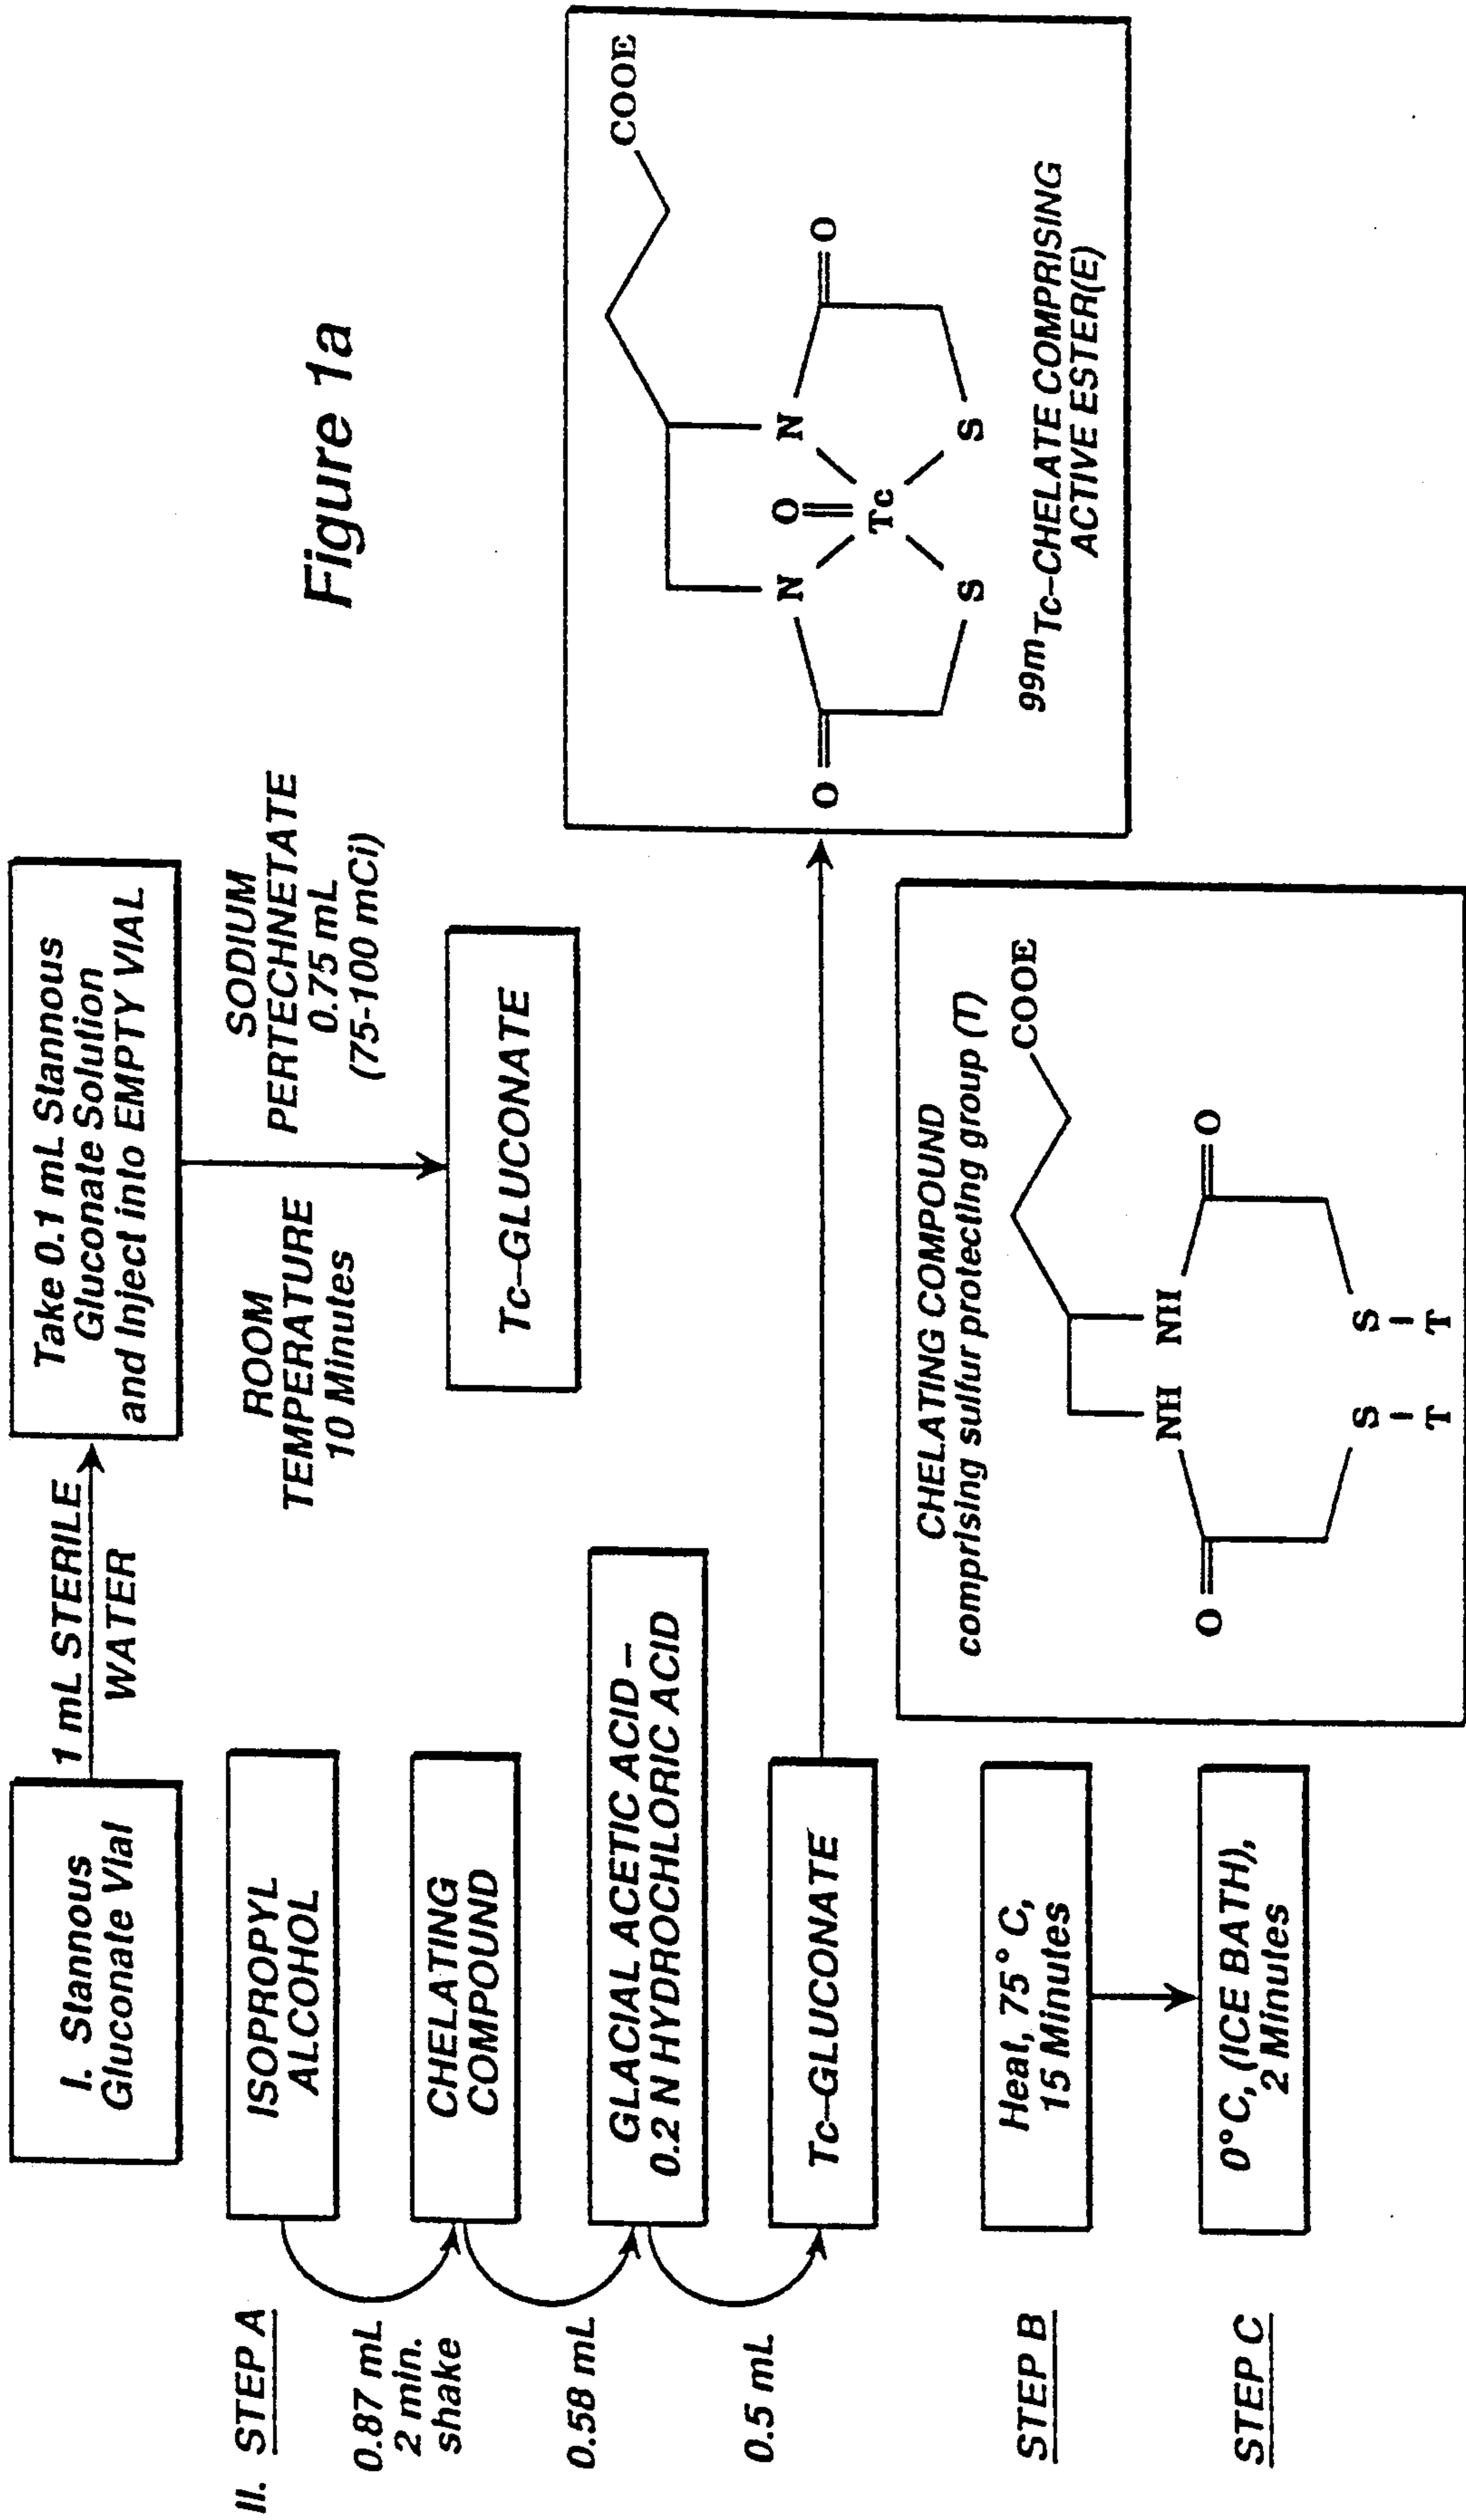 Figure 1a
I. Stannous
Gluconate Vial
1 mL STERILE
WATER
Take 0.1 mL Stannous
Gluconate Solution
and Inject into EMPTY VIAL
ROOM
TEMPERATURE
10 Minutes
SODIUM
PERTECHNETATE
0.75 mL
(75-100 mCi)
Tc-GLUCONATE
II. STEP A
ISOPROPYL
ALCOHOL
0.87 mL
2 min.
shake
CHELATING
COMPOUND
0.58 mL
GLACIAL ACETIC ACID -
0.2 N HYDROCHLORIC ACID
0.5 mL
Tc-GLUCONATE
COOE
O
O
N
N
O
Tc
S
S
99mTc-CHELATE COMPRISING
ACTIVE ESTER(E)
STEP B
Heat, 75° C,
15 Minutes
STEP C
0° C, (ICE BATH),
2 Minutes
CHELATING COMPOUND
comprising sulfur protecting group (T)
COOE
NH NH
O
O
S S
T T